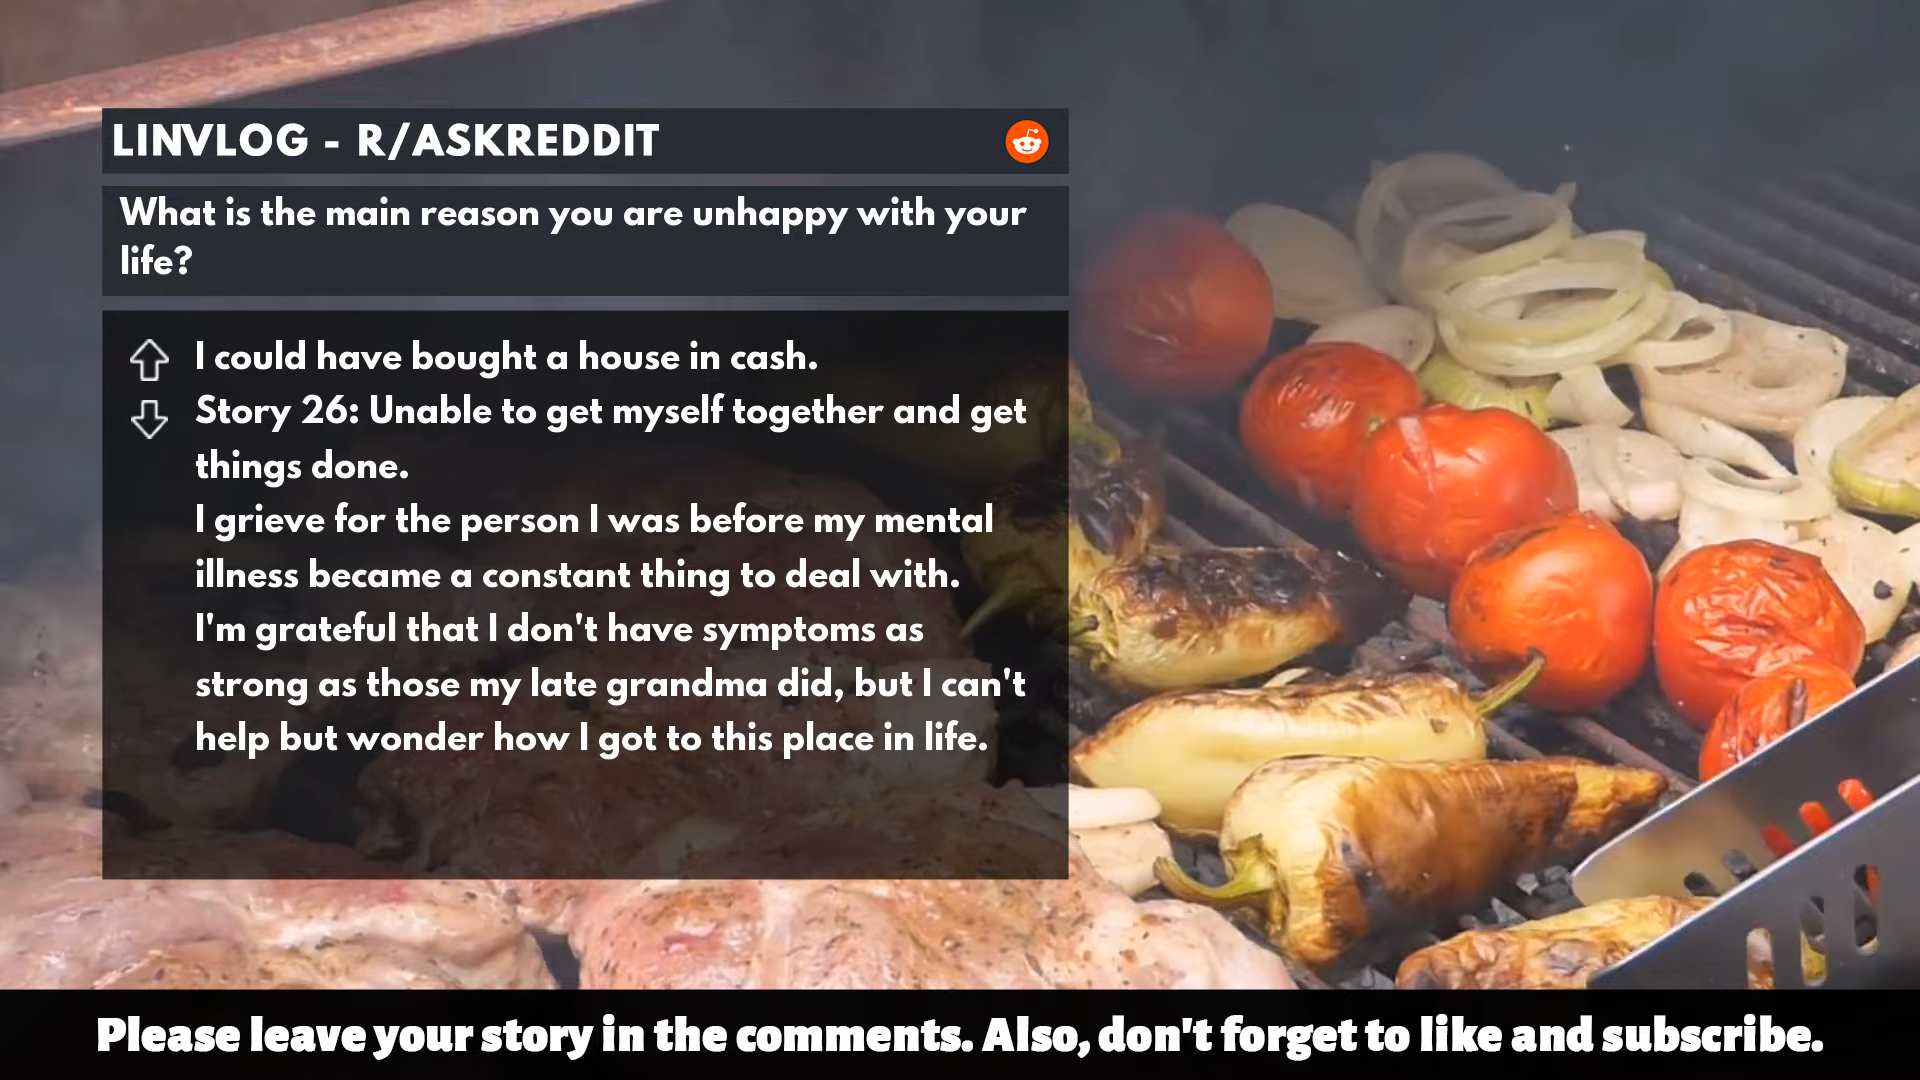 LINVLOG - R/ASKREDDIT
What is the main reason you are unhappy with your
life?
I could have bought a house in cash.
Story 26: Unable to get myself together and get
things done.
I grieve for the person I was before my mental
illness became a constant thing to deal with.
I'm grateful that I don't have symptoms as
strong as those my late grandma did, but I can't
help but wonder how I got to this place in life.
Please leave your story in the comments. Also, don't forget to like and subscribe.